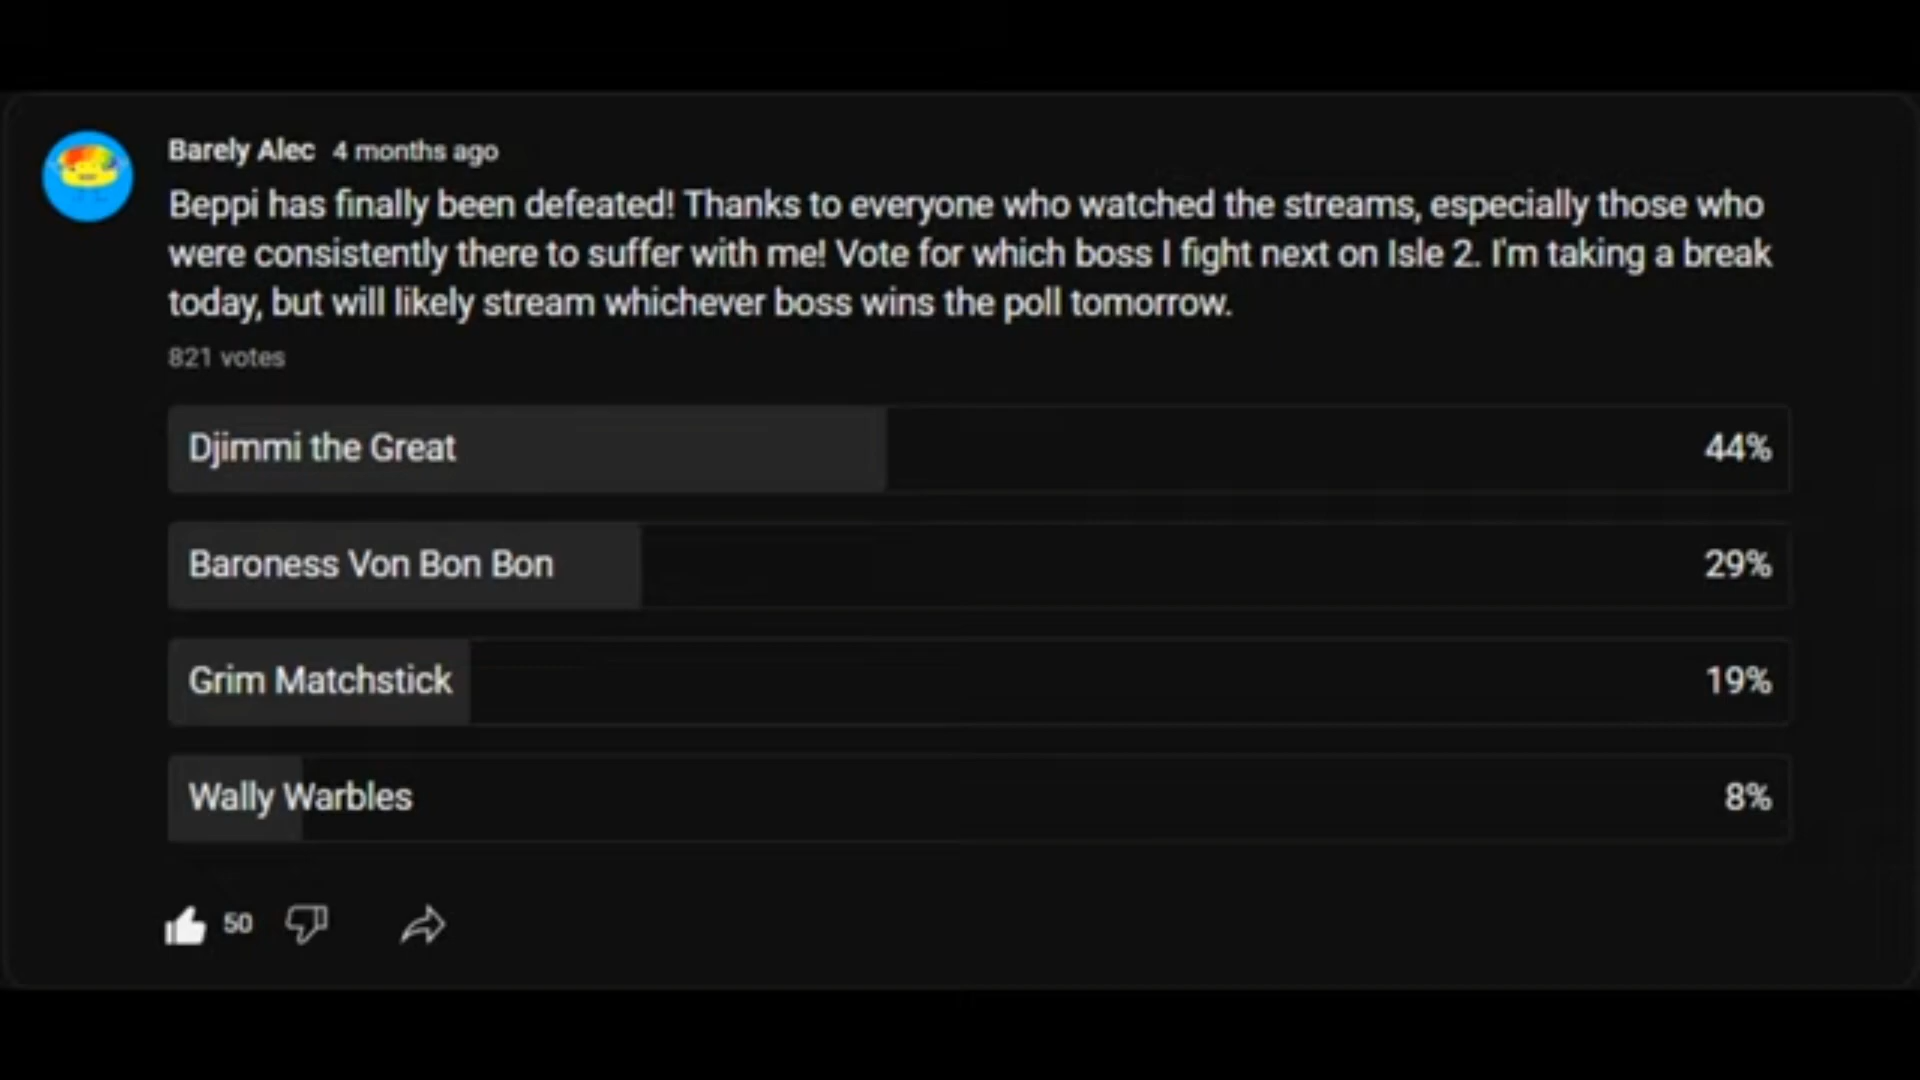 Barely Alec 4 months ago
Beppi has finally been defeated! Thanks to everyone who watched the streams, especially those who
were consistently there to suffer with me! Vote for which boss I fight next on Isle 2. I'm taking a break
today, but will likely stream whichever boss wins the poll tomorrow.
821 votes
Djimmi the Great 44%
Baroness Von Bon Bon 29%
Grim Matchstick 19%
Wally Warbles 8%
50